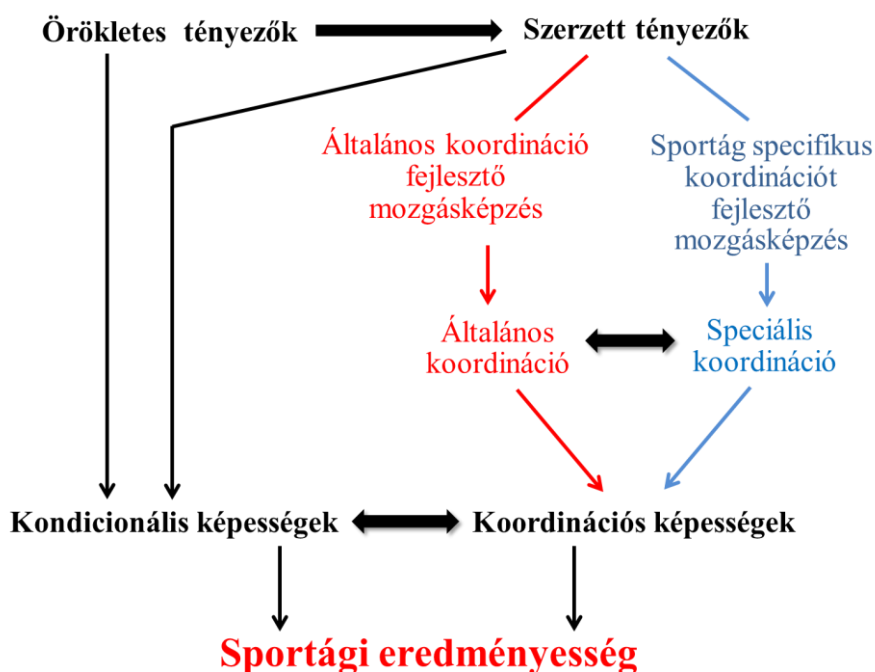 Örökletes tényezők
Szerzett tényezők
Általános koordináció
fejlesztő
mozgásképzés
Sportág specifikus
koordinációt
fejlesztő
mozgásképzés
Általános
koordináció
Speciális
koordináció
Kondicionális képességek
Koordinációs képességek
Sportági eredményesség